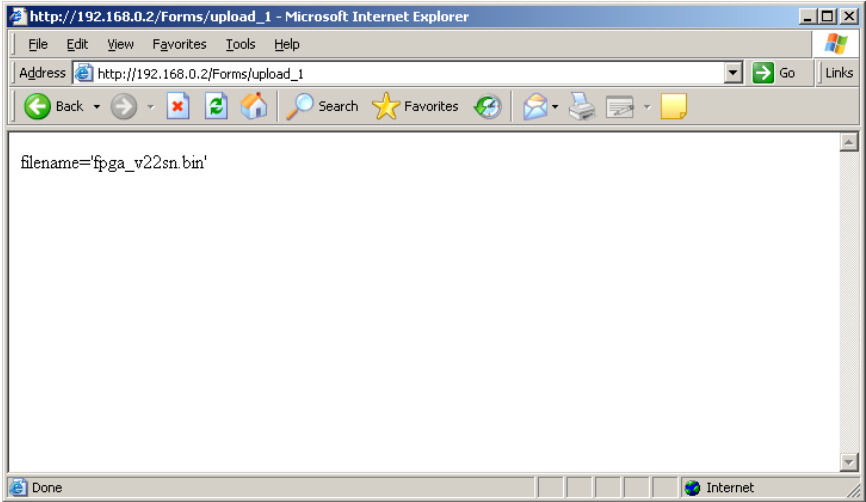 http://192.168.0.2/Forms/upload_1 - Microsoft Internet Explorer
File Edit View Favorites Tools Help
Address http://192.168.0.2/Forms/upload_1 Go Links
Back Search Favorites
filename='fpga_v22sn.bin'
Done Internet